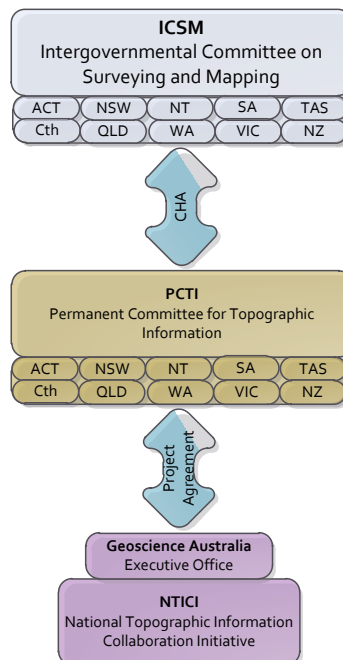 ICSM
Intergovernmental Committee on
Surveying and Mapping
ACT NSW NT SA TAS
Cth QLD WA VIC NZ
CHA
PCTI
Permanent Committee for Topographic
Information
ACT NSW NT SA TAS
Cth QLD WA VIC NZ
Project
Agreement
Geoscience Australia
Executive Office
NTICI
National Topographic Information
Collaboration Initiative